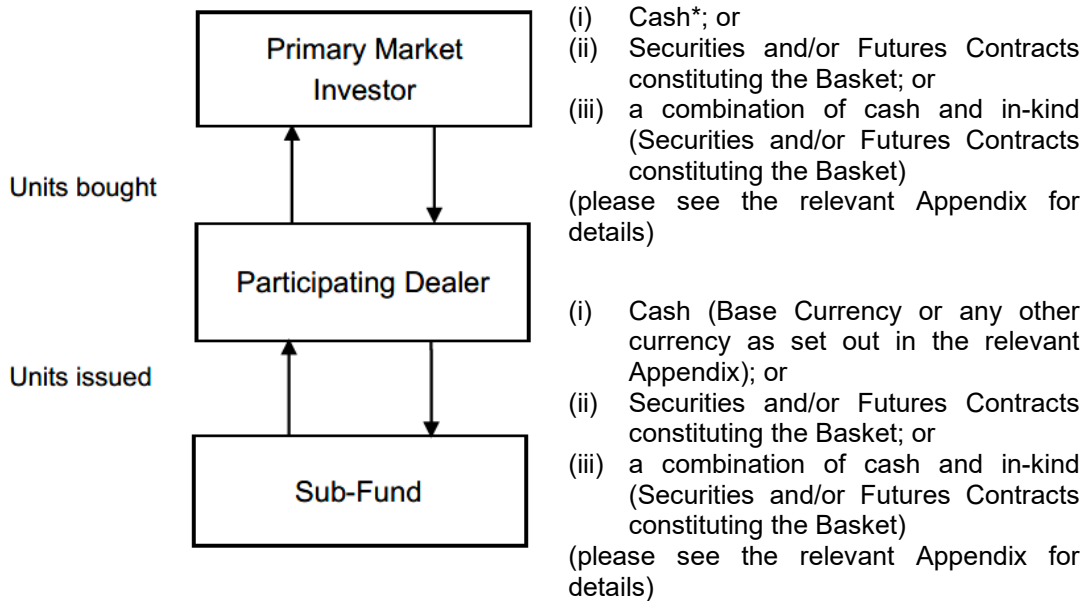 Primary Market
Investor
(i) Cash*; or
(ii) Securities and/or Futures Contracts
constituting the Basket; or
(iii) a combination of cash and in-kind
(Securities and/or Futures Contracts
constituting the Basket)
(please see the relevant Appendix for
details)
Units bought
Participating Dealer
(i) Cash (Base Currency or any other
currency as set out in the relevant
Appendix); or
(ii) Securities and/or Futures Contracts
constituting the Basket; or
(iii) a combination of cash and in-kind
(Securities and/or Futures Contracts
constituting the Basket)
(please see the relevant Appendix for
details)
Units issued
Sub-Fund